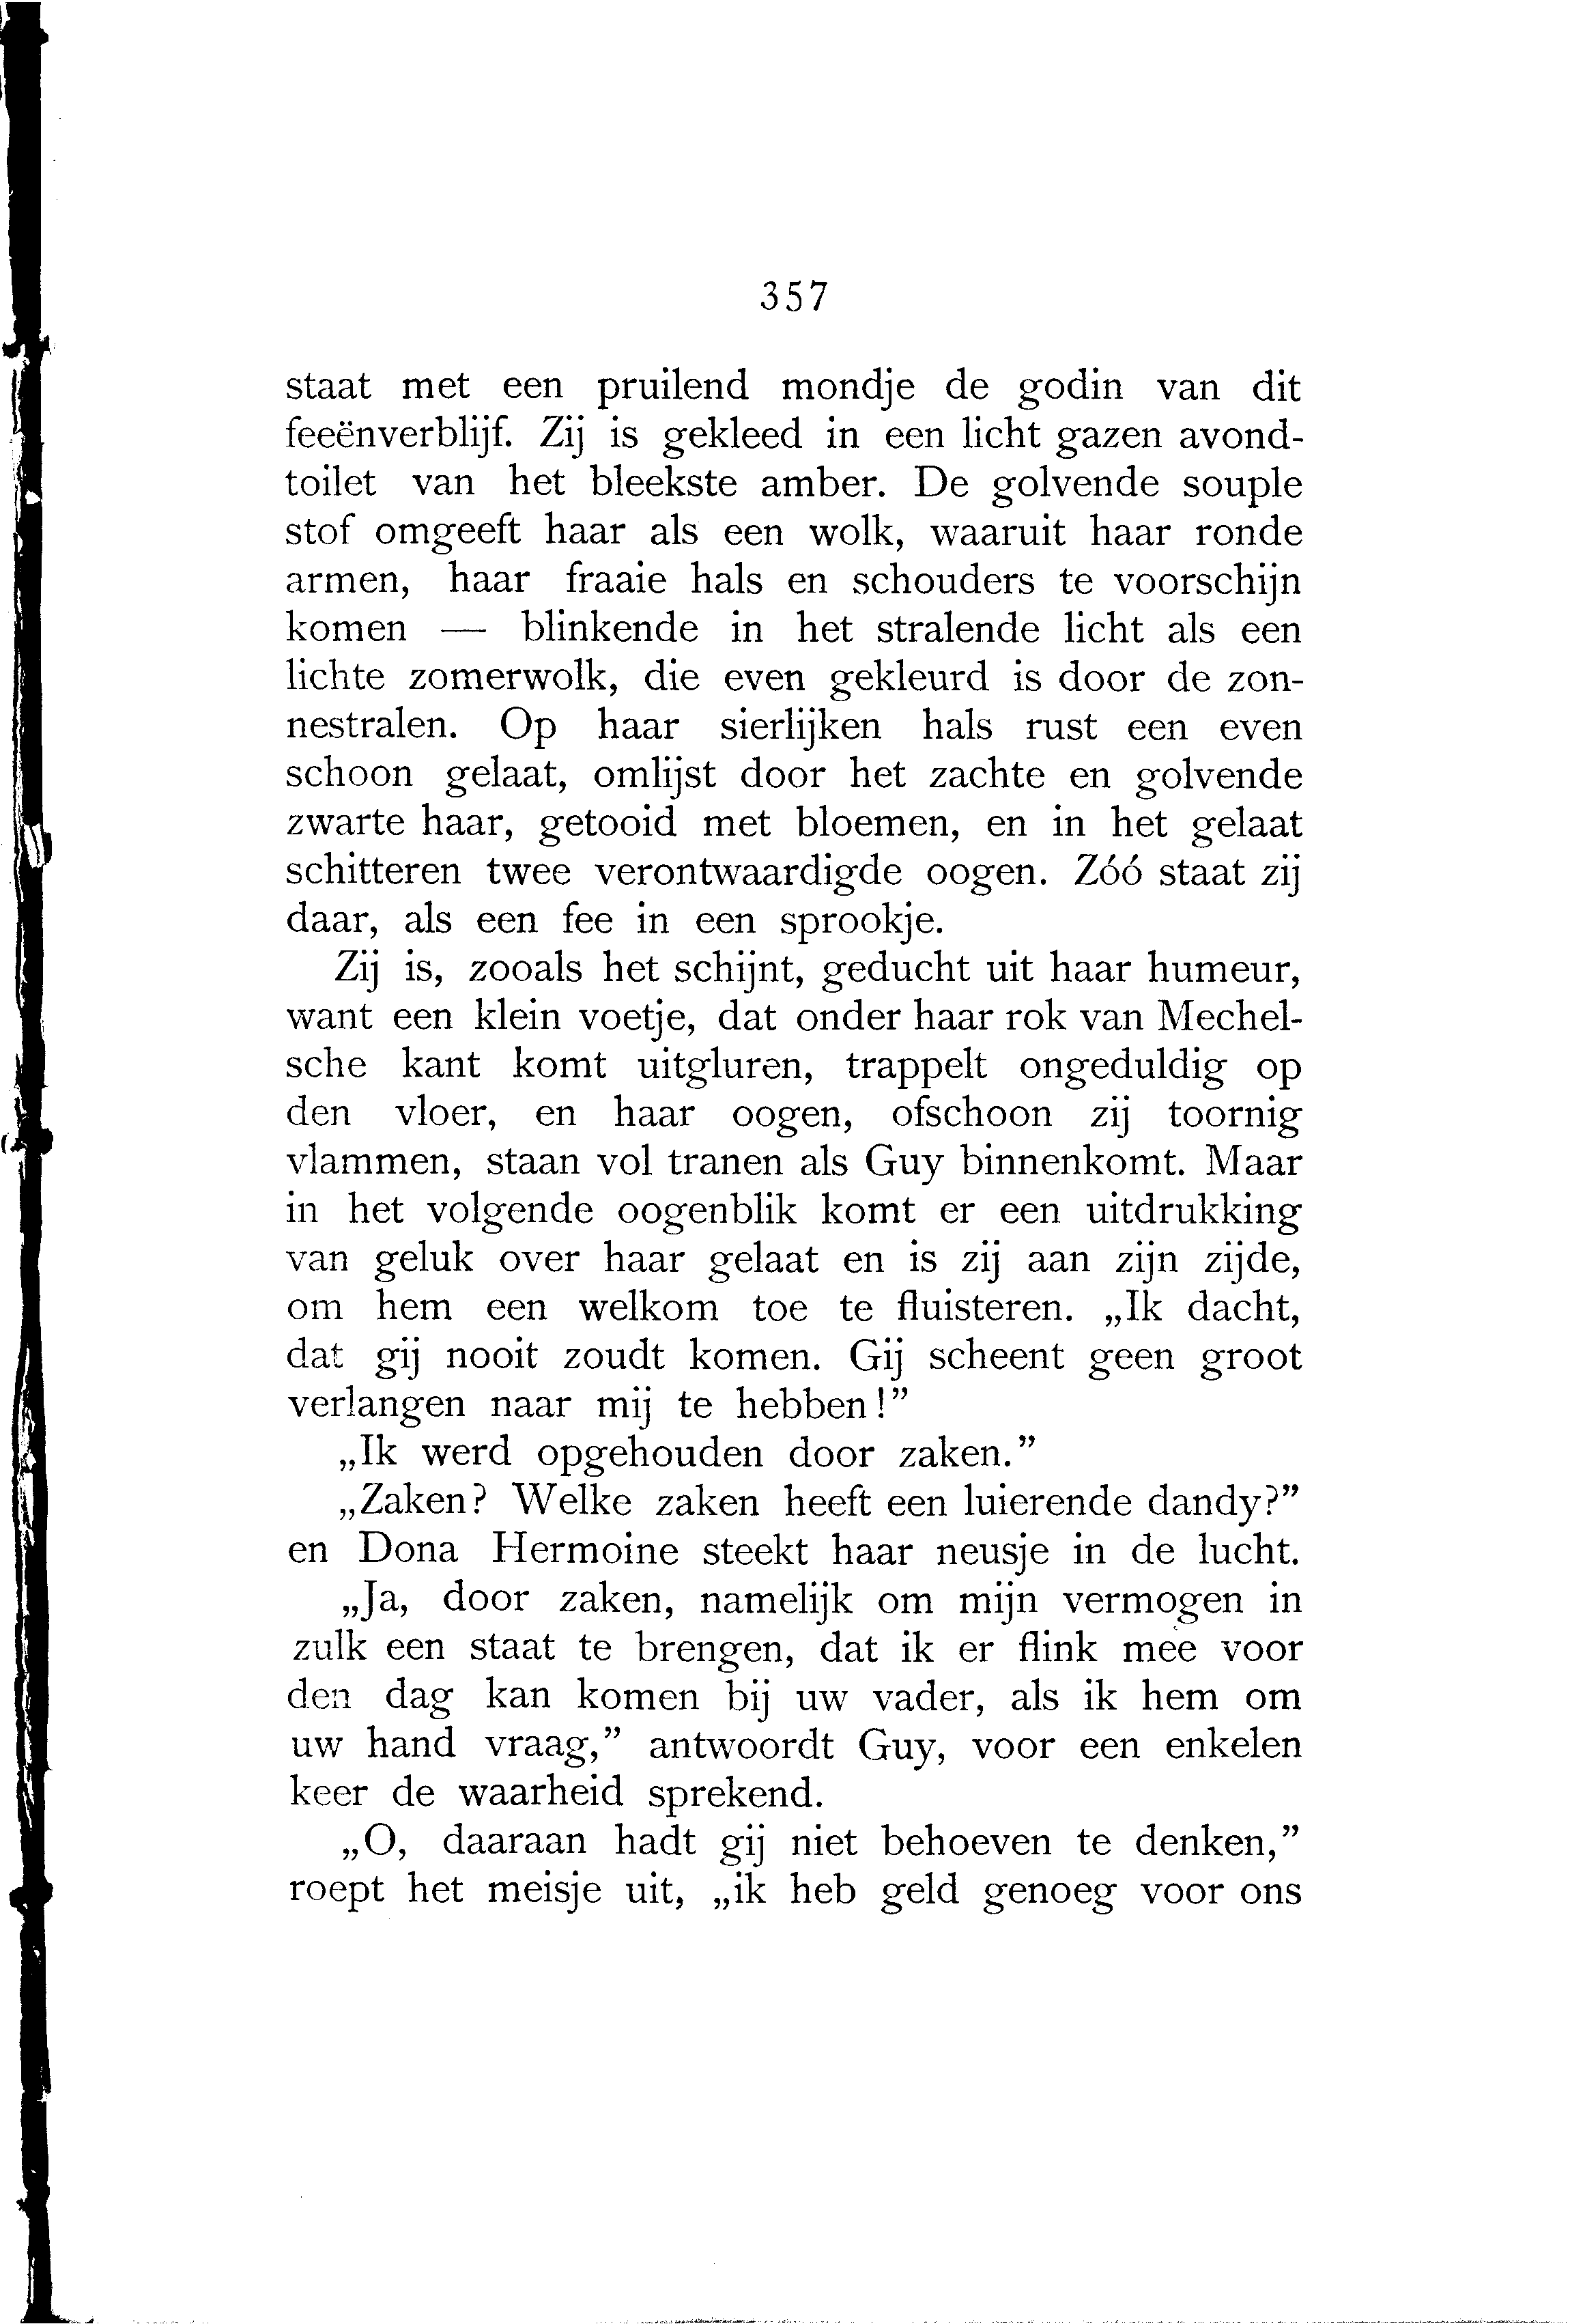 357
staat met een pruilend mondje de godin van dit
feeënverblijf. Zij is gekleed in een licht gazen avond-
toilet van het bleekste amber. De golvende souple
stof omgeeft haar als een wolk, waaruit haar ronde
armen, haar fraaie hals en schouders te voorschijn
komen — blinkende in het stralende licht als een
lichte zomerwolk, die even gekleurd is door de zon-
nestralen. Op haar sierlijken hals rust een even
schoon gelaat, omlijst door het zachte en golvende
zwarte haar, getooid met bloemen, en in het gelaat
schitteren twee verontwaardigde oogen. Zóó staat zij
daar, als een fee in een sprookje.
Zij is, zooals het schijnt, geducht uit haar humeur,
want een klein voetje, dat onder haar rok van Mechel-
sche kant komt uitgluren, trappelt ongeduldig op
den vloer, en haar oogen, ofschoon zij toornig
vlammen, staan vol tranen als Guy binnenkomt. Maar
in het volgende oogenblik komt er een uitdrukking
van geluk over haar gelaat en is zij aan zijn zijde,
om hem een welkom toe te fluisteren. „Ik dacht,
dat gij nooit zoudt komen. Gij scheent geen groot
verlangen naar mij te hebben!”
„Ik werd opgehouden door zaken.”
„Zaken? Welke zaken heeft een luierende dandy?”
en Dona Hermoine steekt haar neusje in de lucht.
„Ja, door zaken, namelijk om mijn vermogen in
zulk een staat te brengen, dat ik er flink mee voor
den dag kan komen bij uw vader, als ik hem om
uw hand vraag,” antwoordt Guy, voor een enkelen
keer de waarheid sprekend.
„O, daaraan hadt gij niet behoeven te denken,”
roept het meisje uit, „ik heb geld genoeg voor ons